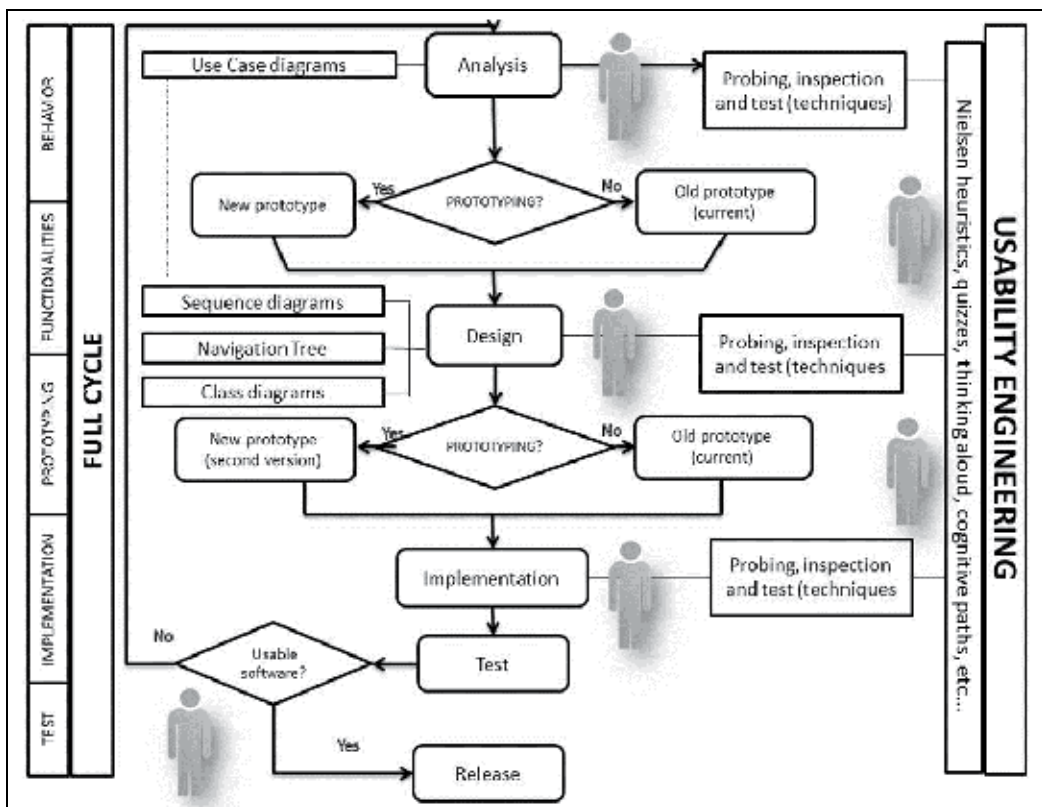 BEHAVIOR
FUNCTIONALITIES
PROTOTYPING
IMPLEMENTATION
TEST
FULL CYCLE
Use Case diagrams
Analysis
Probing, inspection
and test (techniques)
PROTOTYPING?
Yes
No
New prototype
Old prototype
(current)
Sequence diagrams
Navigation Tree
Class diagrams
Design
Probing, inspection
and test (techniques
PROTOTYPING?
Yes
No
New prototype
(second version)
Old prototype
(current)
Implementation
Probing, inspection
and test (techniques
Test
Usable
software?
No
Yes
Release
Nielsen heuristics, quizzes, thinking aloud, cognitive paths, etc...
USABILITY ENGINEERING